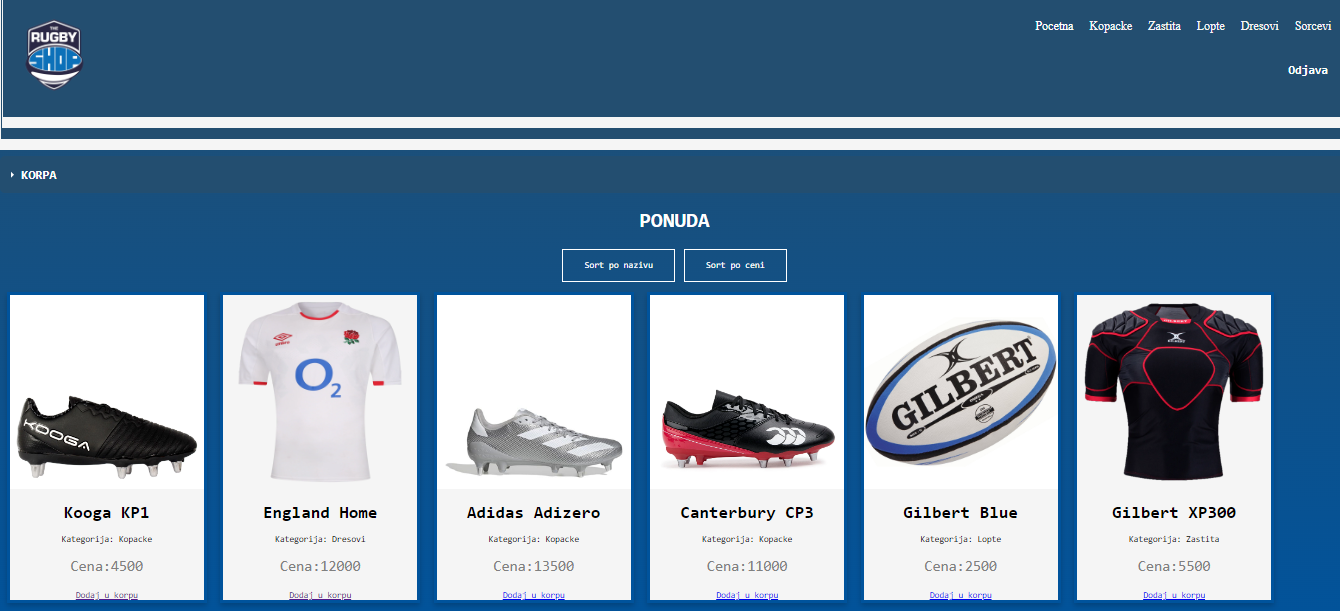 THE
RUGBY
SHOP
Pocetna Kopacke Zastita Lopte Dresovi Sorcevi
Odjava
KORPA
PONUDA
Sort po nazivu Sort po ceni
KOOGA
umbro
O2
GILBERT
GILBERT
Kooga KP1
Kategorija: Kopacke
Cena:4500
Dodaj u korpu
England Home
Kategorija: Dresovi
Cena:12000
Dodaj u korpu
Adidas Adizero
Kategorija: Kopacke
Cena:13500
Dodaj u korpu
Canterbury CP3
Kategorija: Kopacke
Cena:11000
Dodaj u korpu
Gilbert Blue
Kategorija: Lopte
Cena:2500
Dodaj u korpu
Gilbert XP300
Kategorija: Zastita
Cena:5500
Dodaj u korpu